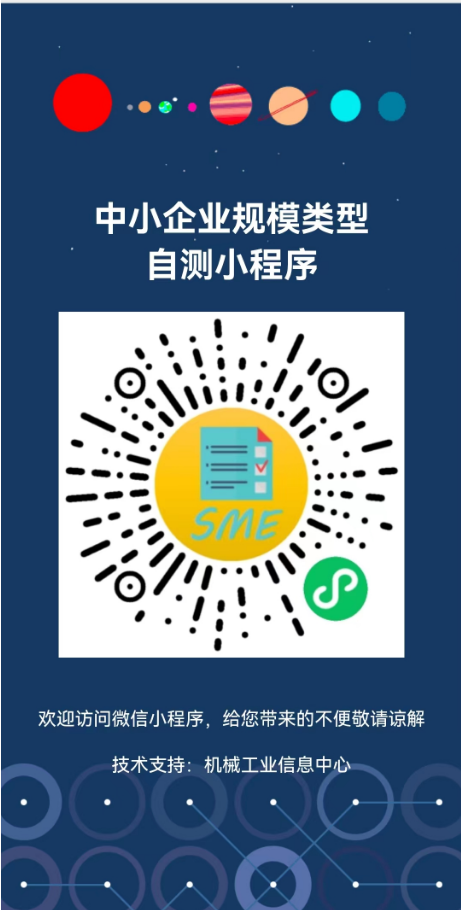 中小企业规模类型
自测小程序
SME
欢迎访问微信小程序，给您带来的不便敬请谅解
技术支持：机械工业信息中心